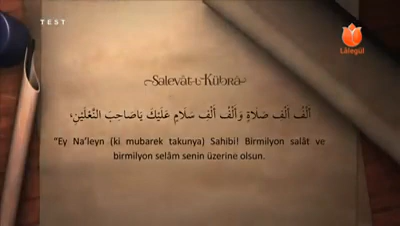 TEST
Lâlegül
Salevât-ı Kübrâ
اَلْفُ اَلْفِ صَلَاةٍ وَاَلْفُ اَلْفِ سَلَامٍ عَلَيْكَ يَاصَاحِبَ النَّعْلَيْنِ،
"Ey Na'leyn (ki mubarek takunya) Sahibi! Birmilyon salât ve
birmilyon selâm senin üzerine olsun.